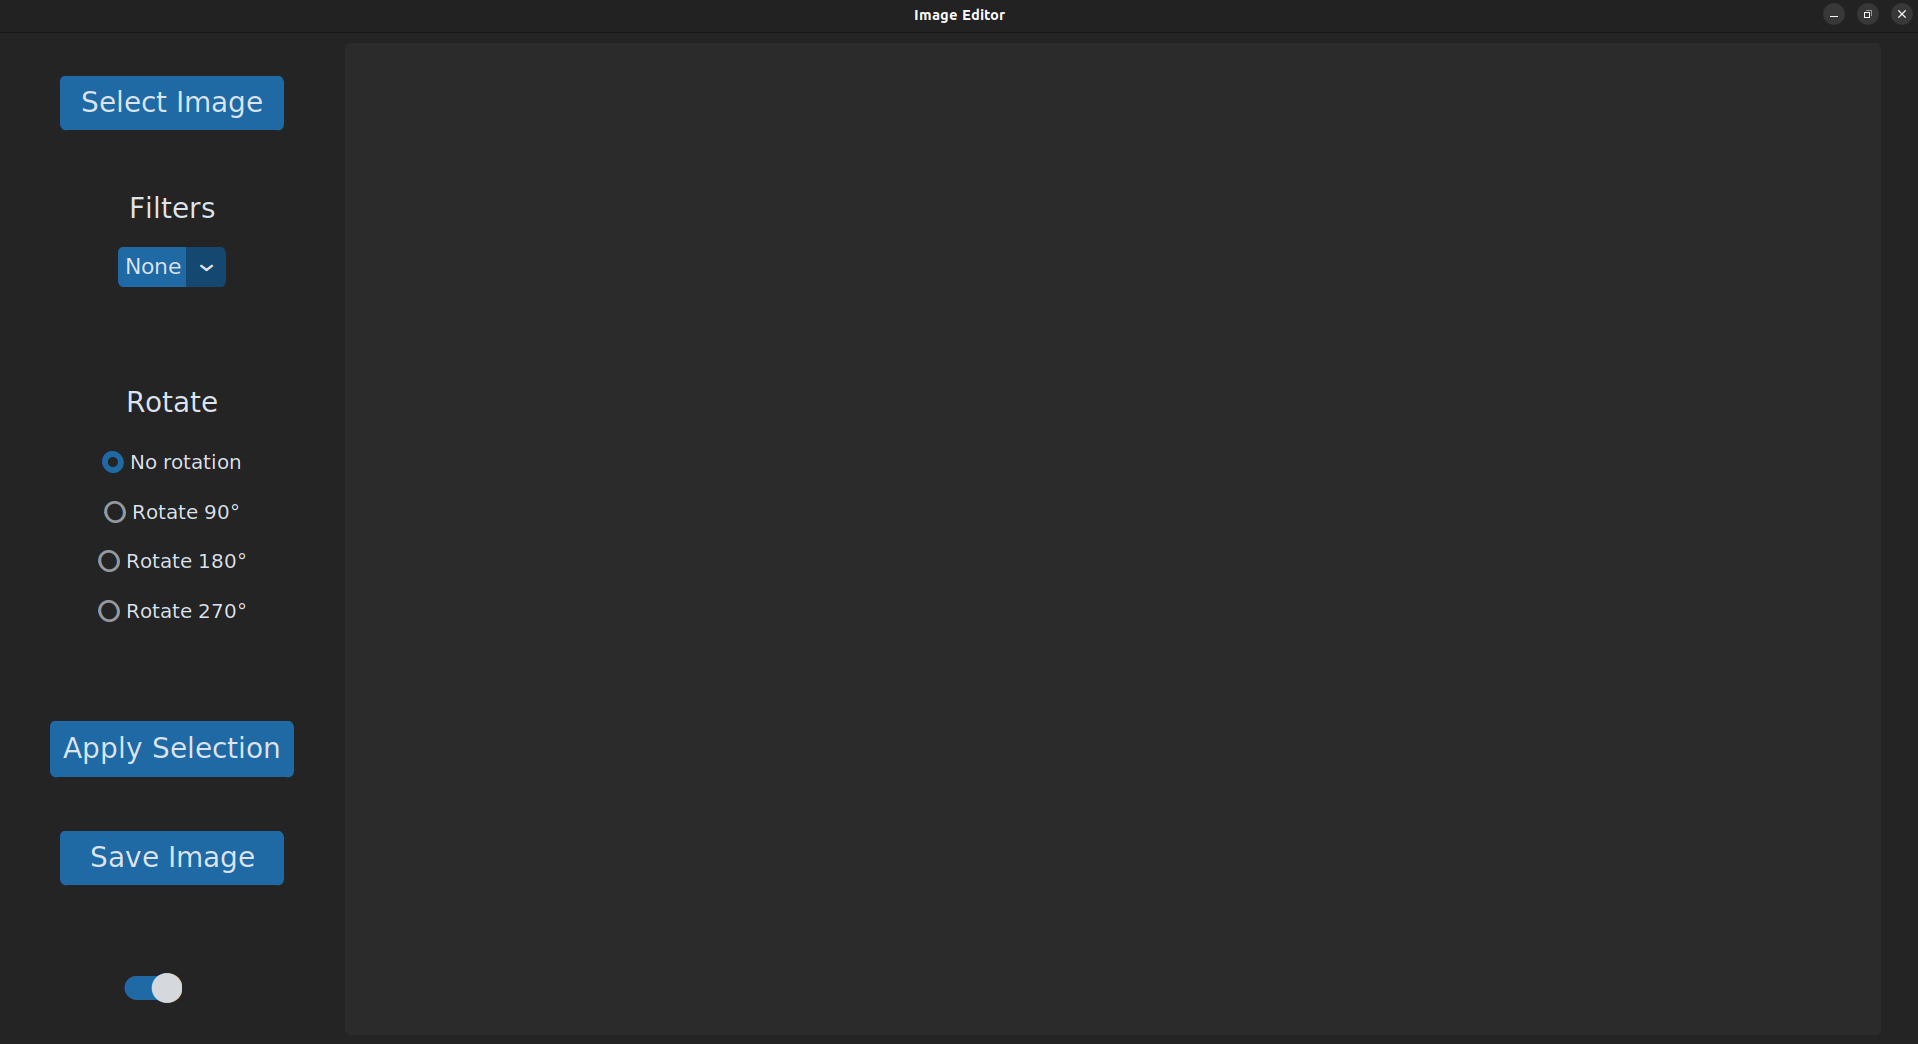 Image Editor
Select Image
Filters
None
Rotate
No rotation
Rotate 90°
Rotate 180°
Rotate 270°
Apply Selection
Save Image